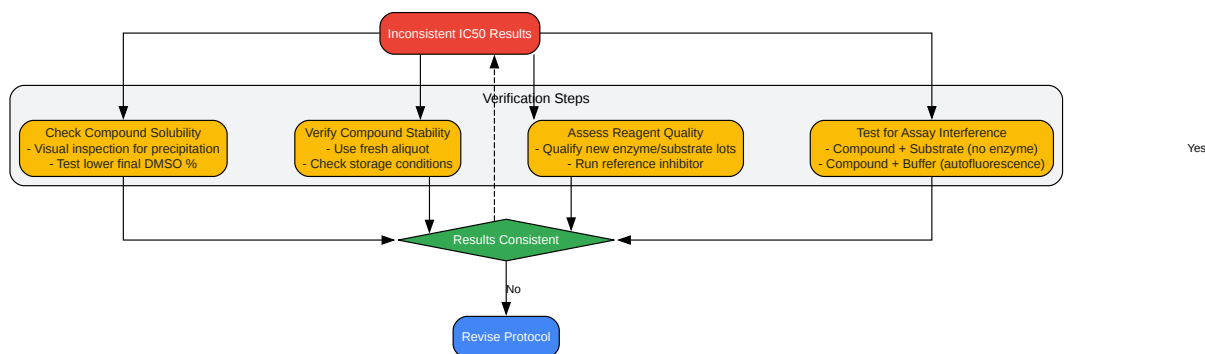 Inconsistent IC50 Results
Verification Steps
Check Compound Solubility
- Visual inspection for precipitation
- Test lower final DMSO %
Verify Compound Stability
- Use fresh aliquot
- Check storage conditions
Assess Reagent Quality
- Qualify new enzyme/substrate lots
- Run reference inhibitor
Test for Assay Interference
- Compound + Substrate (no enzyme)
- Compound + Buffer (autofluorescence)
Yes
Results Consistent
No
Revise Protocol